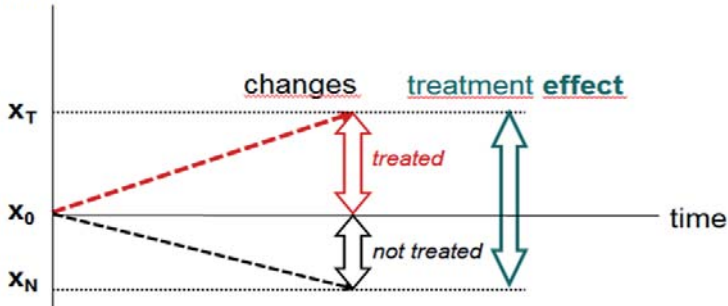 changes treatment effect
x_T
treated
x_0
time
not treated
x_N